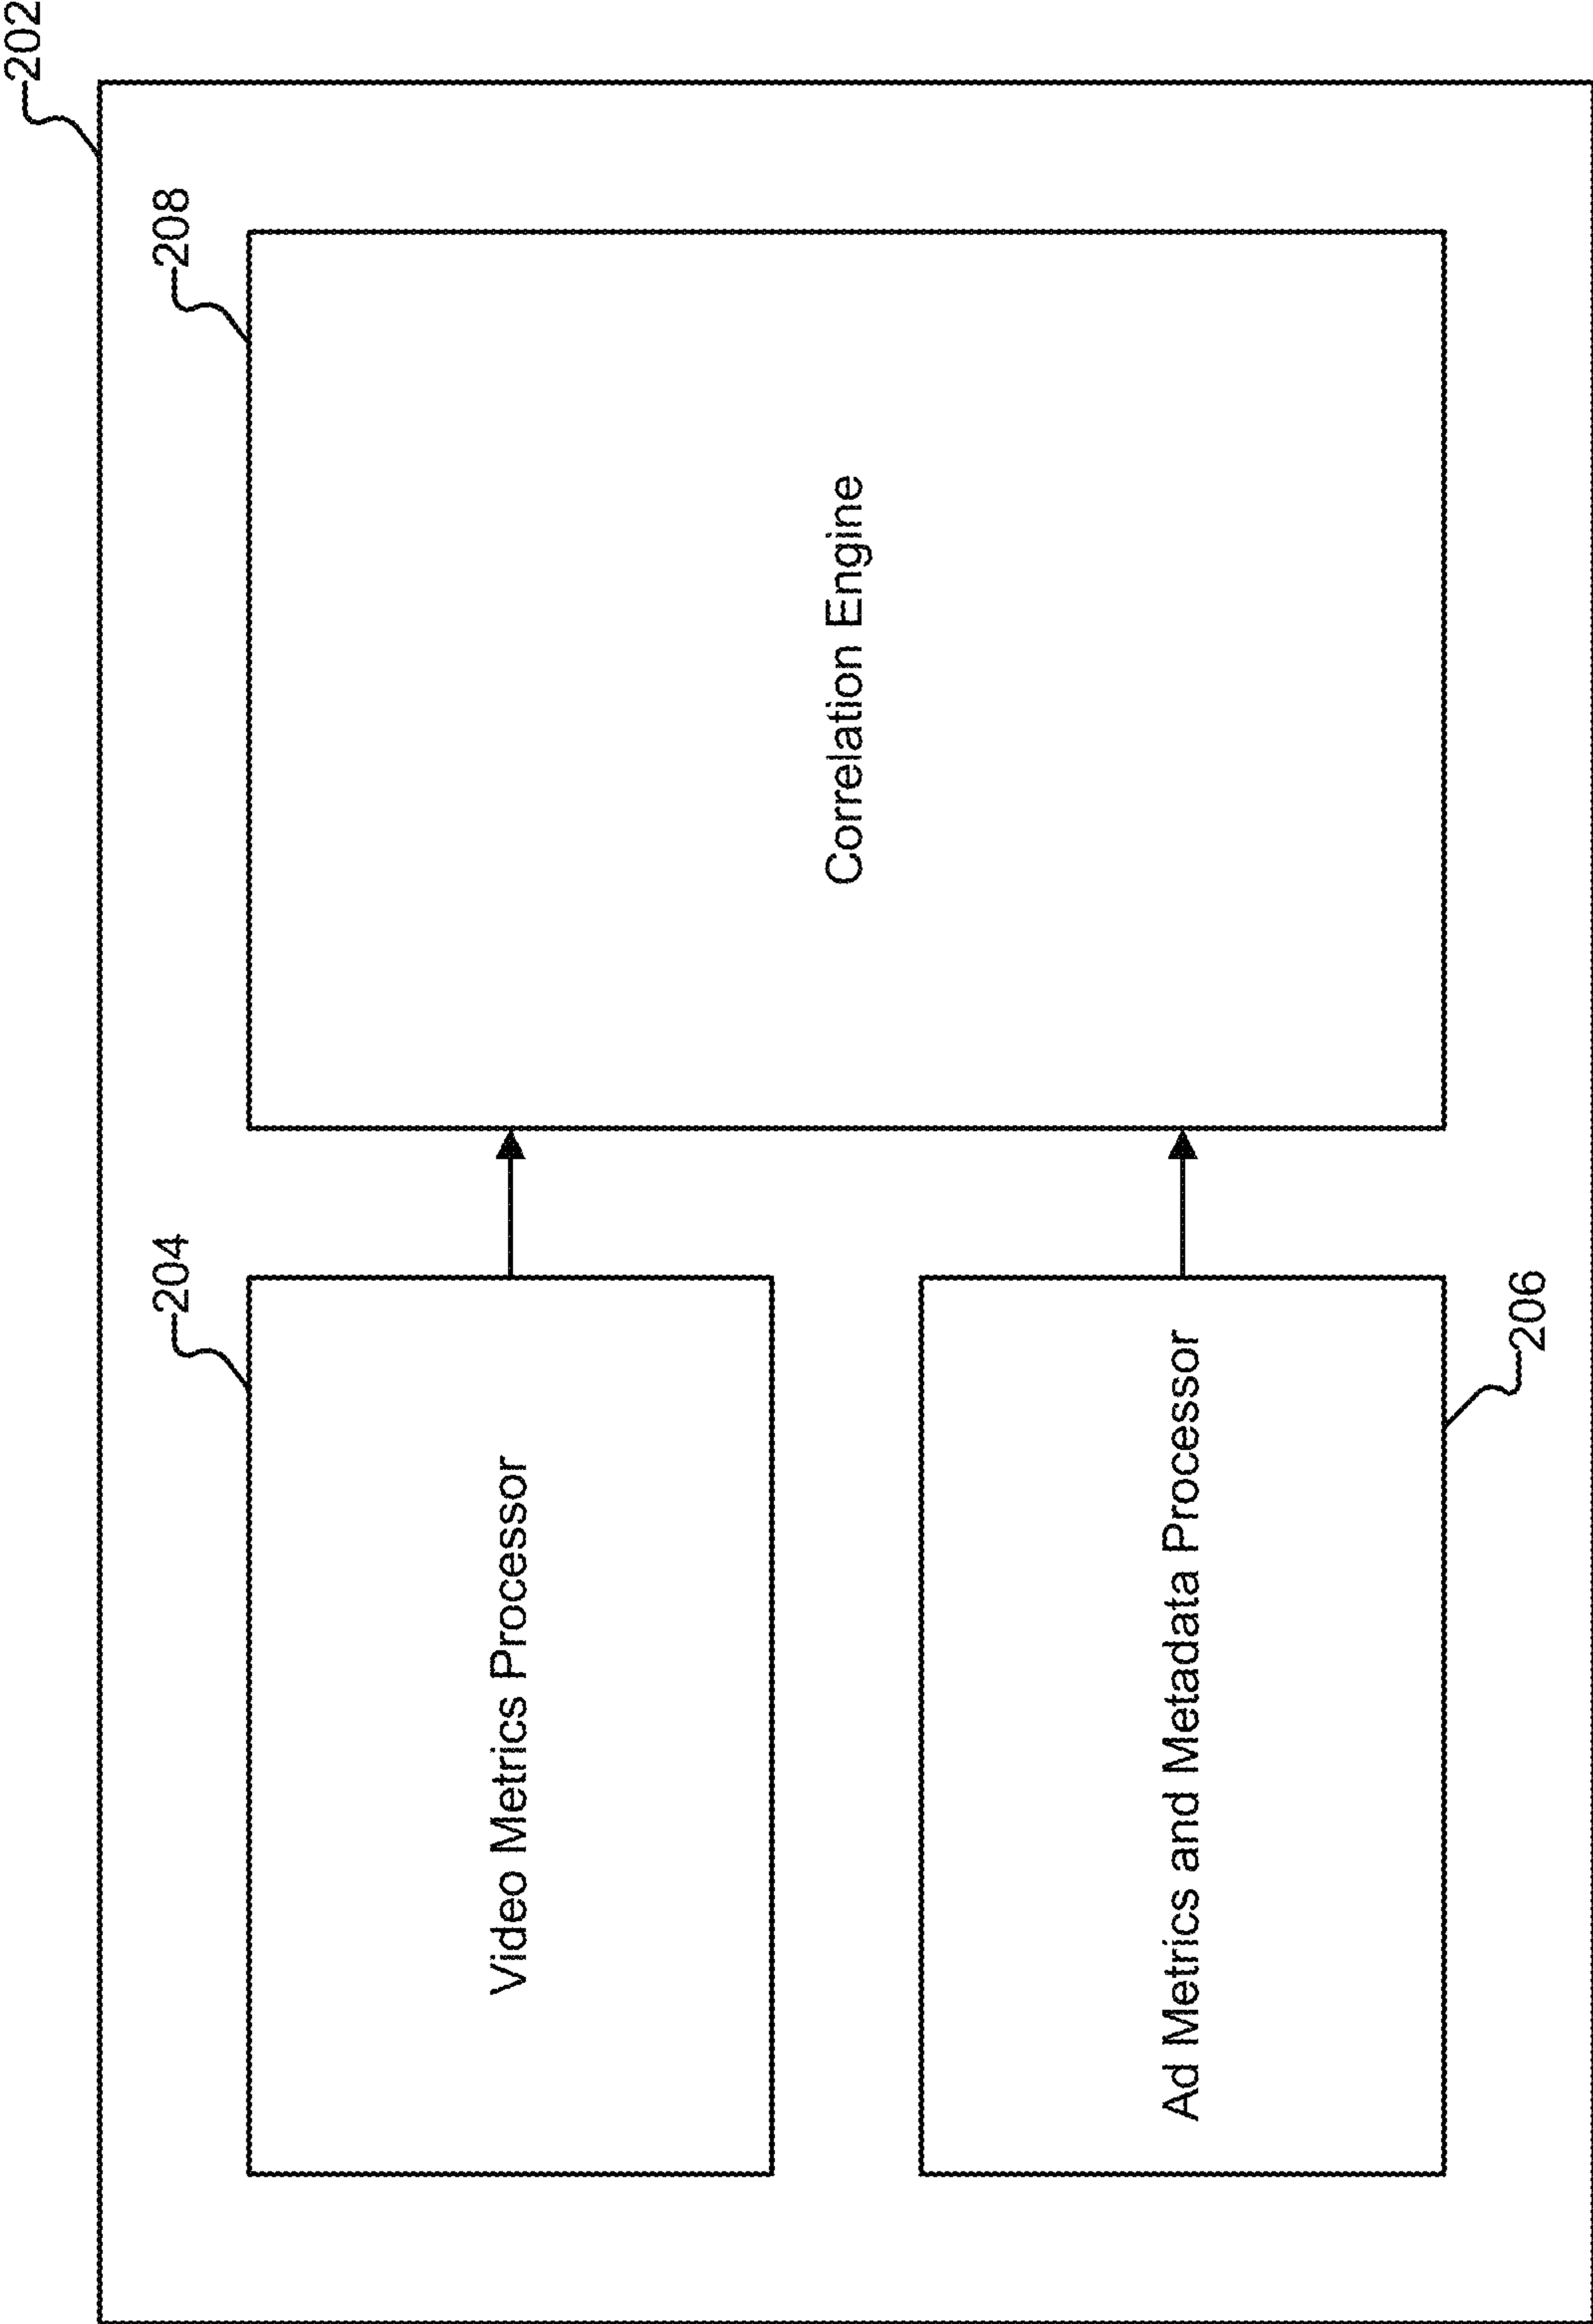 202
204
208
Video Metrics Processor
Correlation Engine
Ad Metrics and Metadata Processor
206